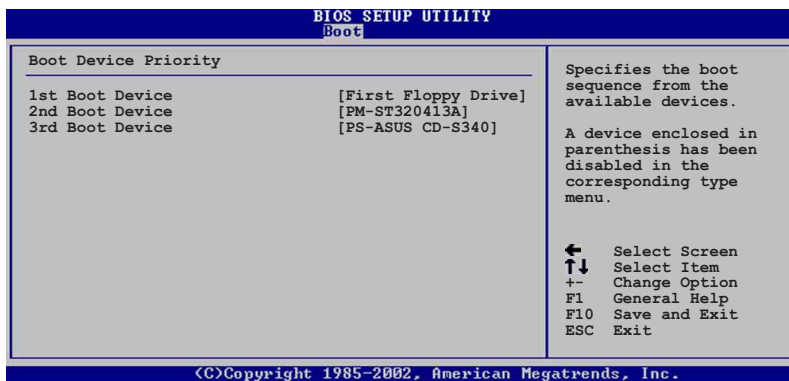 BIOS SETUP UTILITY
Boot
Boot Device Priority
1st Boot Device [First Floppy Drive]
2nd Boot Device [PM-ST320413A]
3rd Boot Device [PS-ASUS CD-S340]
Specifies the boot
sequence from the
available devices.
A device enclosed in
parenthesis has been
disabled in the
corresponding type
menu.
← Select Screen
↑↓ Select Item
+- Change Option
F1 General Help
F10 Save and Exit
ESC Exit
(C)Copyright 1985-2002, American Megatrends, Inc.